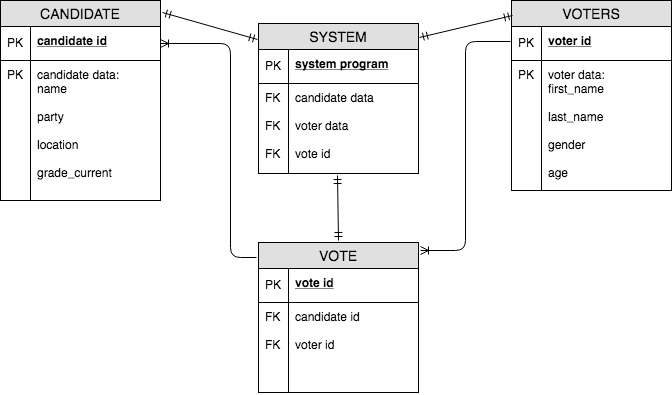 CANDIDATE
PK candidate id
PK candidate data:
name
party
location
grade_current
SYSTEM
PK system program
FK candidate data
FK voter data
FK vote id
VOTERS
PK voter id
PK voter data:
first_name
last_name
gender
age
VOTE
PK vote id
FK candidate id
FK voter id